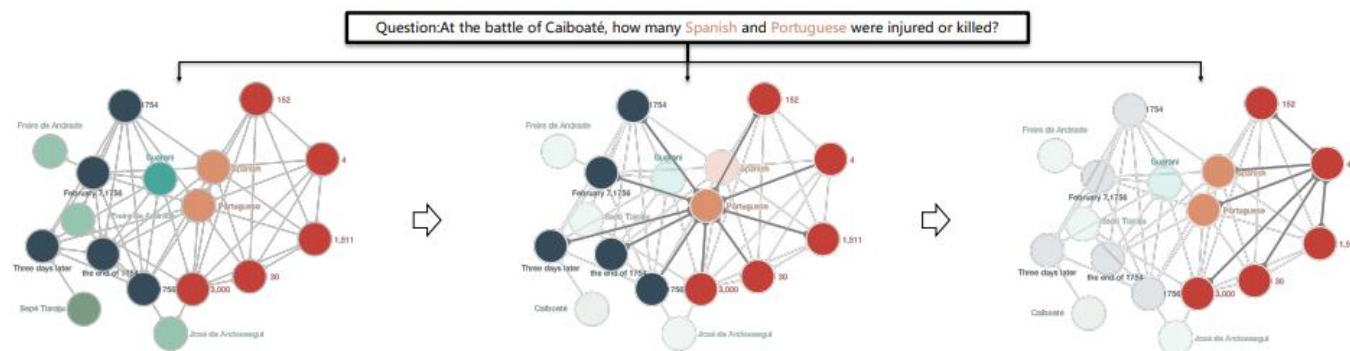 Question:At the battle of Caiboaté, how many Spanish and Portuguese were injured or killed?
1754
152
Freire de Andrade
Guarani
4
Spanish
February 7,1756
Portuguese
Freire de Andrade
1,511
Three days later
the end of 1754
30
1756
3,000
Sepé Tiaraju
José de Andonaegui
1754
152
Freire de Andrade
Guarani
4
Spanish
February 7,1756
Portuguese
Sepé Tiaraju
1,511
Three days later
the end of 1754
30
1756
3,000
Caiboaté
José de Andonaegui
1754
152
Freire de Andrade
Guarani
4
Spanish
February 7,1756
Portuguese
Sepé Tiaraju
1,5
Three days later
the end of 1754
30
1756
3,000
Caiboaté
José de Andonaegui